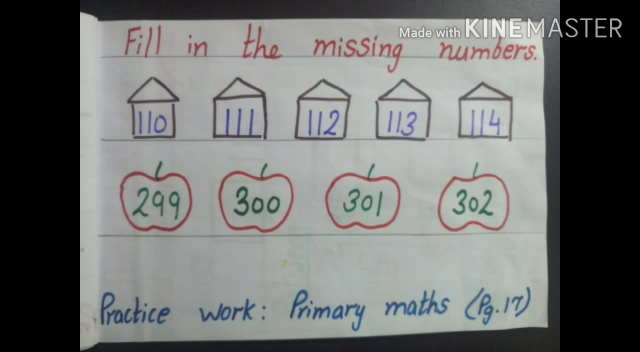 Made with KINEMASTER
Fill in the missing numbers.
110 111 112 113 114
299 300 301 302
Practice work: Primary maths (Pg.17)